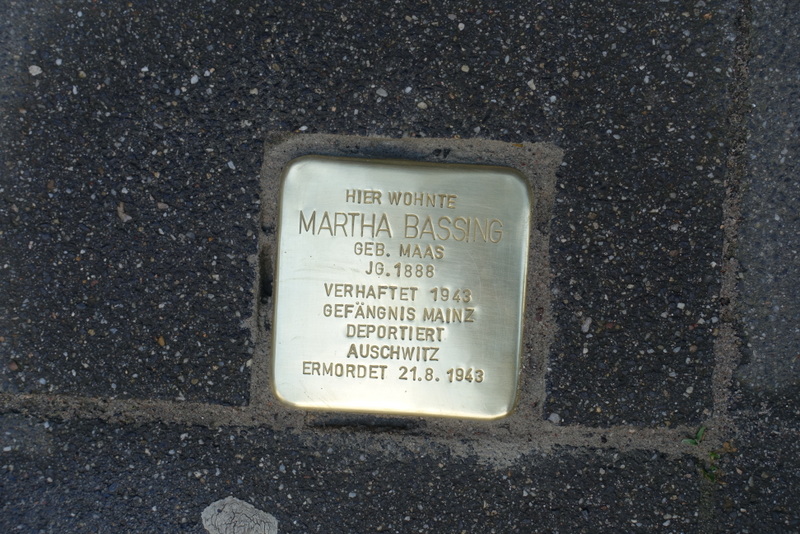 HIER WOHNTE
MARTHA BASSING
GEB. MAAS
JG. 1888
VERHAFTET 1943
GEFÄNGNIS MAINZ
DEPORTIERT
AUSCHWITZ
ERMORDET 21.8. 1943